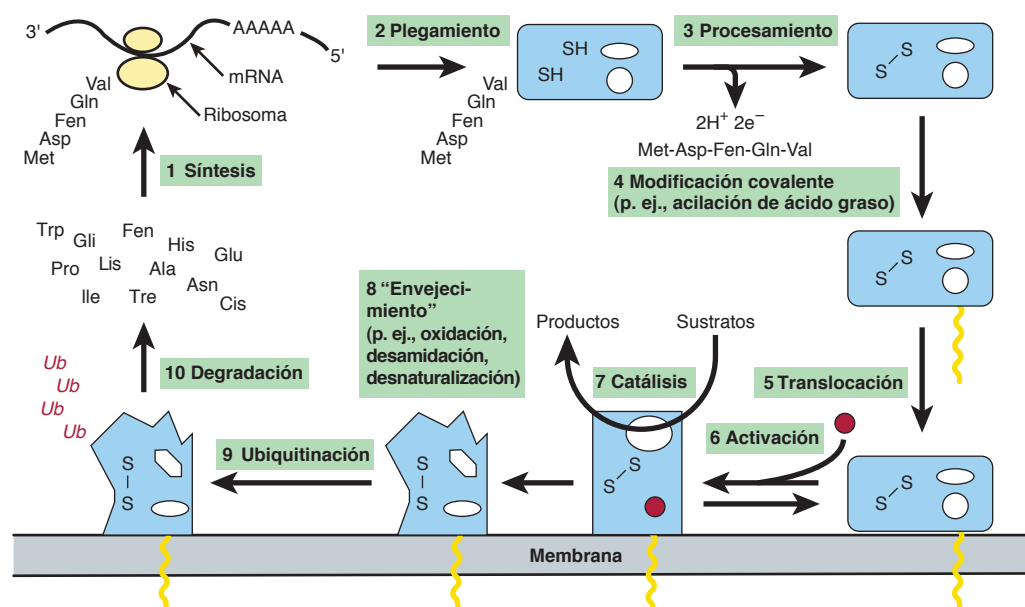 3'
AAAAA
5'
mRNA
Ribosoma
Val
Gln
Fen
Asp
Met
1 Síntesis
2 Plegamiento
Val
Gln
Fen
Asp
Met
SH
SH
3 Procesamiento
2H⁺ 2e⁻
Met-Asp-Fen-Gln-Val
S
S
4 Modificación covalente
(p. ej., acilación de ácido graso)
S
S
5 Translocación
6 Activación
S
S
7 Catálisis
Productos
Sustratos
S
S
8 “Envejeci-
miento”
(p. ej., oxidación,
desamidación,
desnaturalización)
S
S
9 Ubiquitinación
Ub
Ub
Ub
Ub
S
S
10 Degradación
Trp
Gli
Fen
His
Glu
Pro
Lis
Ala
Asn
Ile
Tre
Cis
Membrana